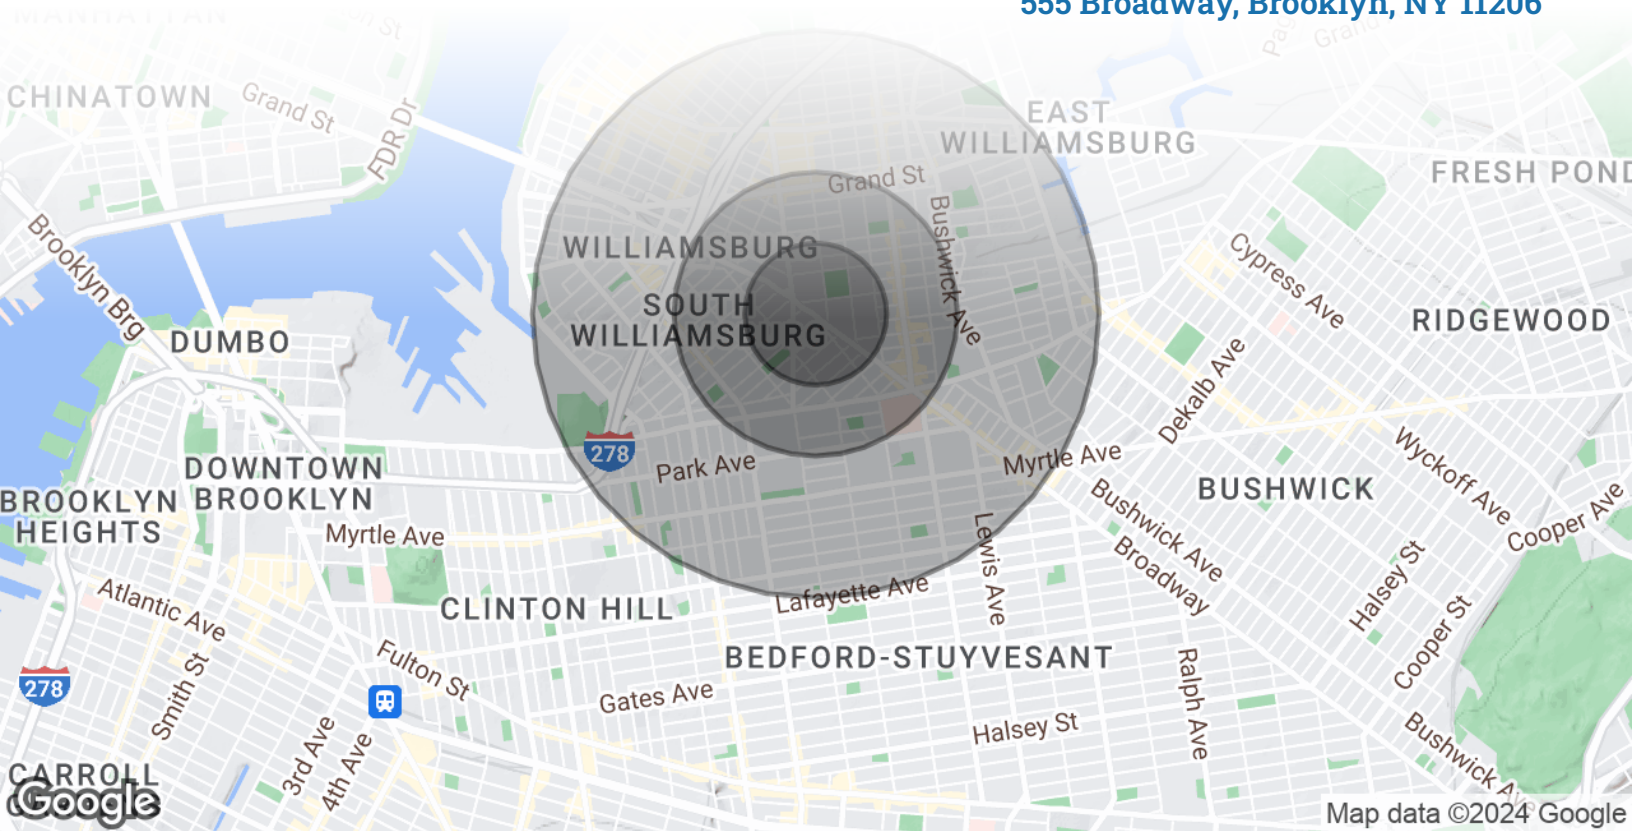 555 Broadway, Brooklyn, NY 11206
MANHATTAN
Grand St
CHINATOWN
Grand St
FDR Dr
EAST
WILLIAMSBURG
FRESH POND
Grand St
Bushwick Ave
WILLIAMSBURG
SOUTH
WILLIAMSBURG
Brooklyn Brg
DUMBO
Cypress Ave
RIDGEWOOD
Dekalb Ave
278
Park Ave
Myrtle Ave
DOWNTOWN
BROOKLYN
BROOKLYN
HEIGHTS
Myrtle Ave
BUSHWICK
Wyckoff Ave
Cooper Ave
Bushwick Ave
Broadway
Lewis Ave
Lafayette Ave
Halsey St
Cooper St
Atlantic Ave
CLINTON HILL
BEDFORD-STUYVESANT
Fulton St
278
Smith St
Gates Ave
Halsey St
Ralph Ave
3rd Ave
4th Ave
Bushwick Ave
CARROLL
Google
Map data ©2024 Google